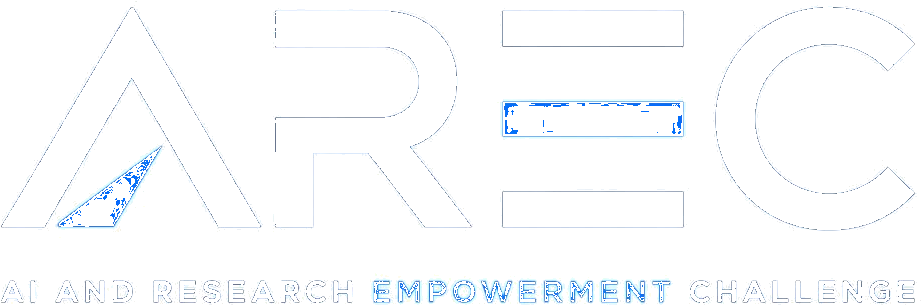 AREC
AI AND RESEARCH EMPOWERMENT CHALLENGE